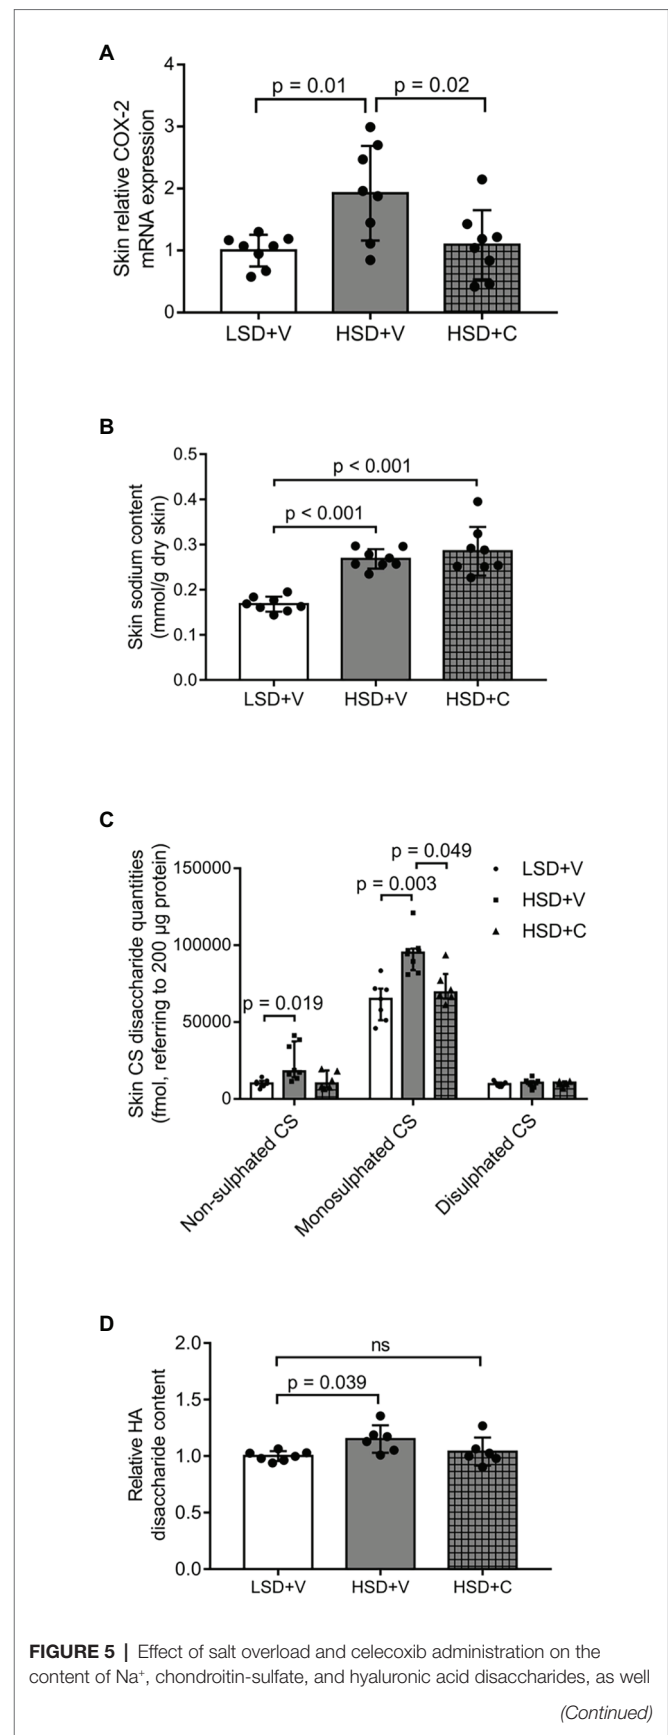 A
Skin relative COX-2
mRNA expression
4
3
2
1
0
p = 0.01
p = 0.02
LSD+V
HSD+V
HSD+C
B
Skin sodium content
(mmol/g dry skin)
0.5
0.4
0.3
0.2
0.1
0.0
p < 0.001
p < 0.001
LSD+V
HSD+V
HSD+C
C
Skin CS disaccharide quantities
(fmol, referring to 200 µg protein)
150000
100000
50000
0
p = 0.019
p = 0.003
p = 0.049
LSD+V
HSD+V
HSD+C
Non-sulphated CS
Monosulphated CS
Disulphated CS
D
Relative HA
disaccharide content
2.0
1.5
1.0
0.5
0.0
ns
p = 0.039
LSD+V
HSD+V
HSD+C
FIGURE 5 | Effect of salt overload and celecoxib administration on the
content of Na⁺, chondroitin-sulfate, and hyaluronic acid disaccharides, as well
(Continued)